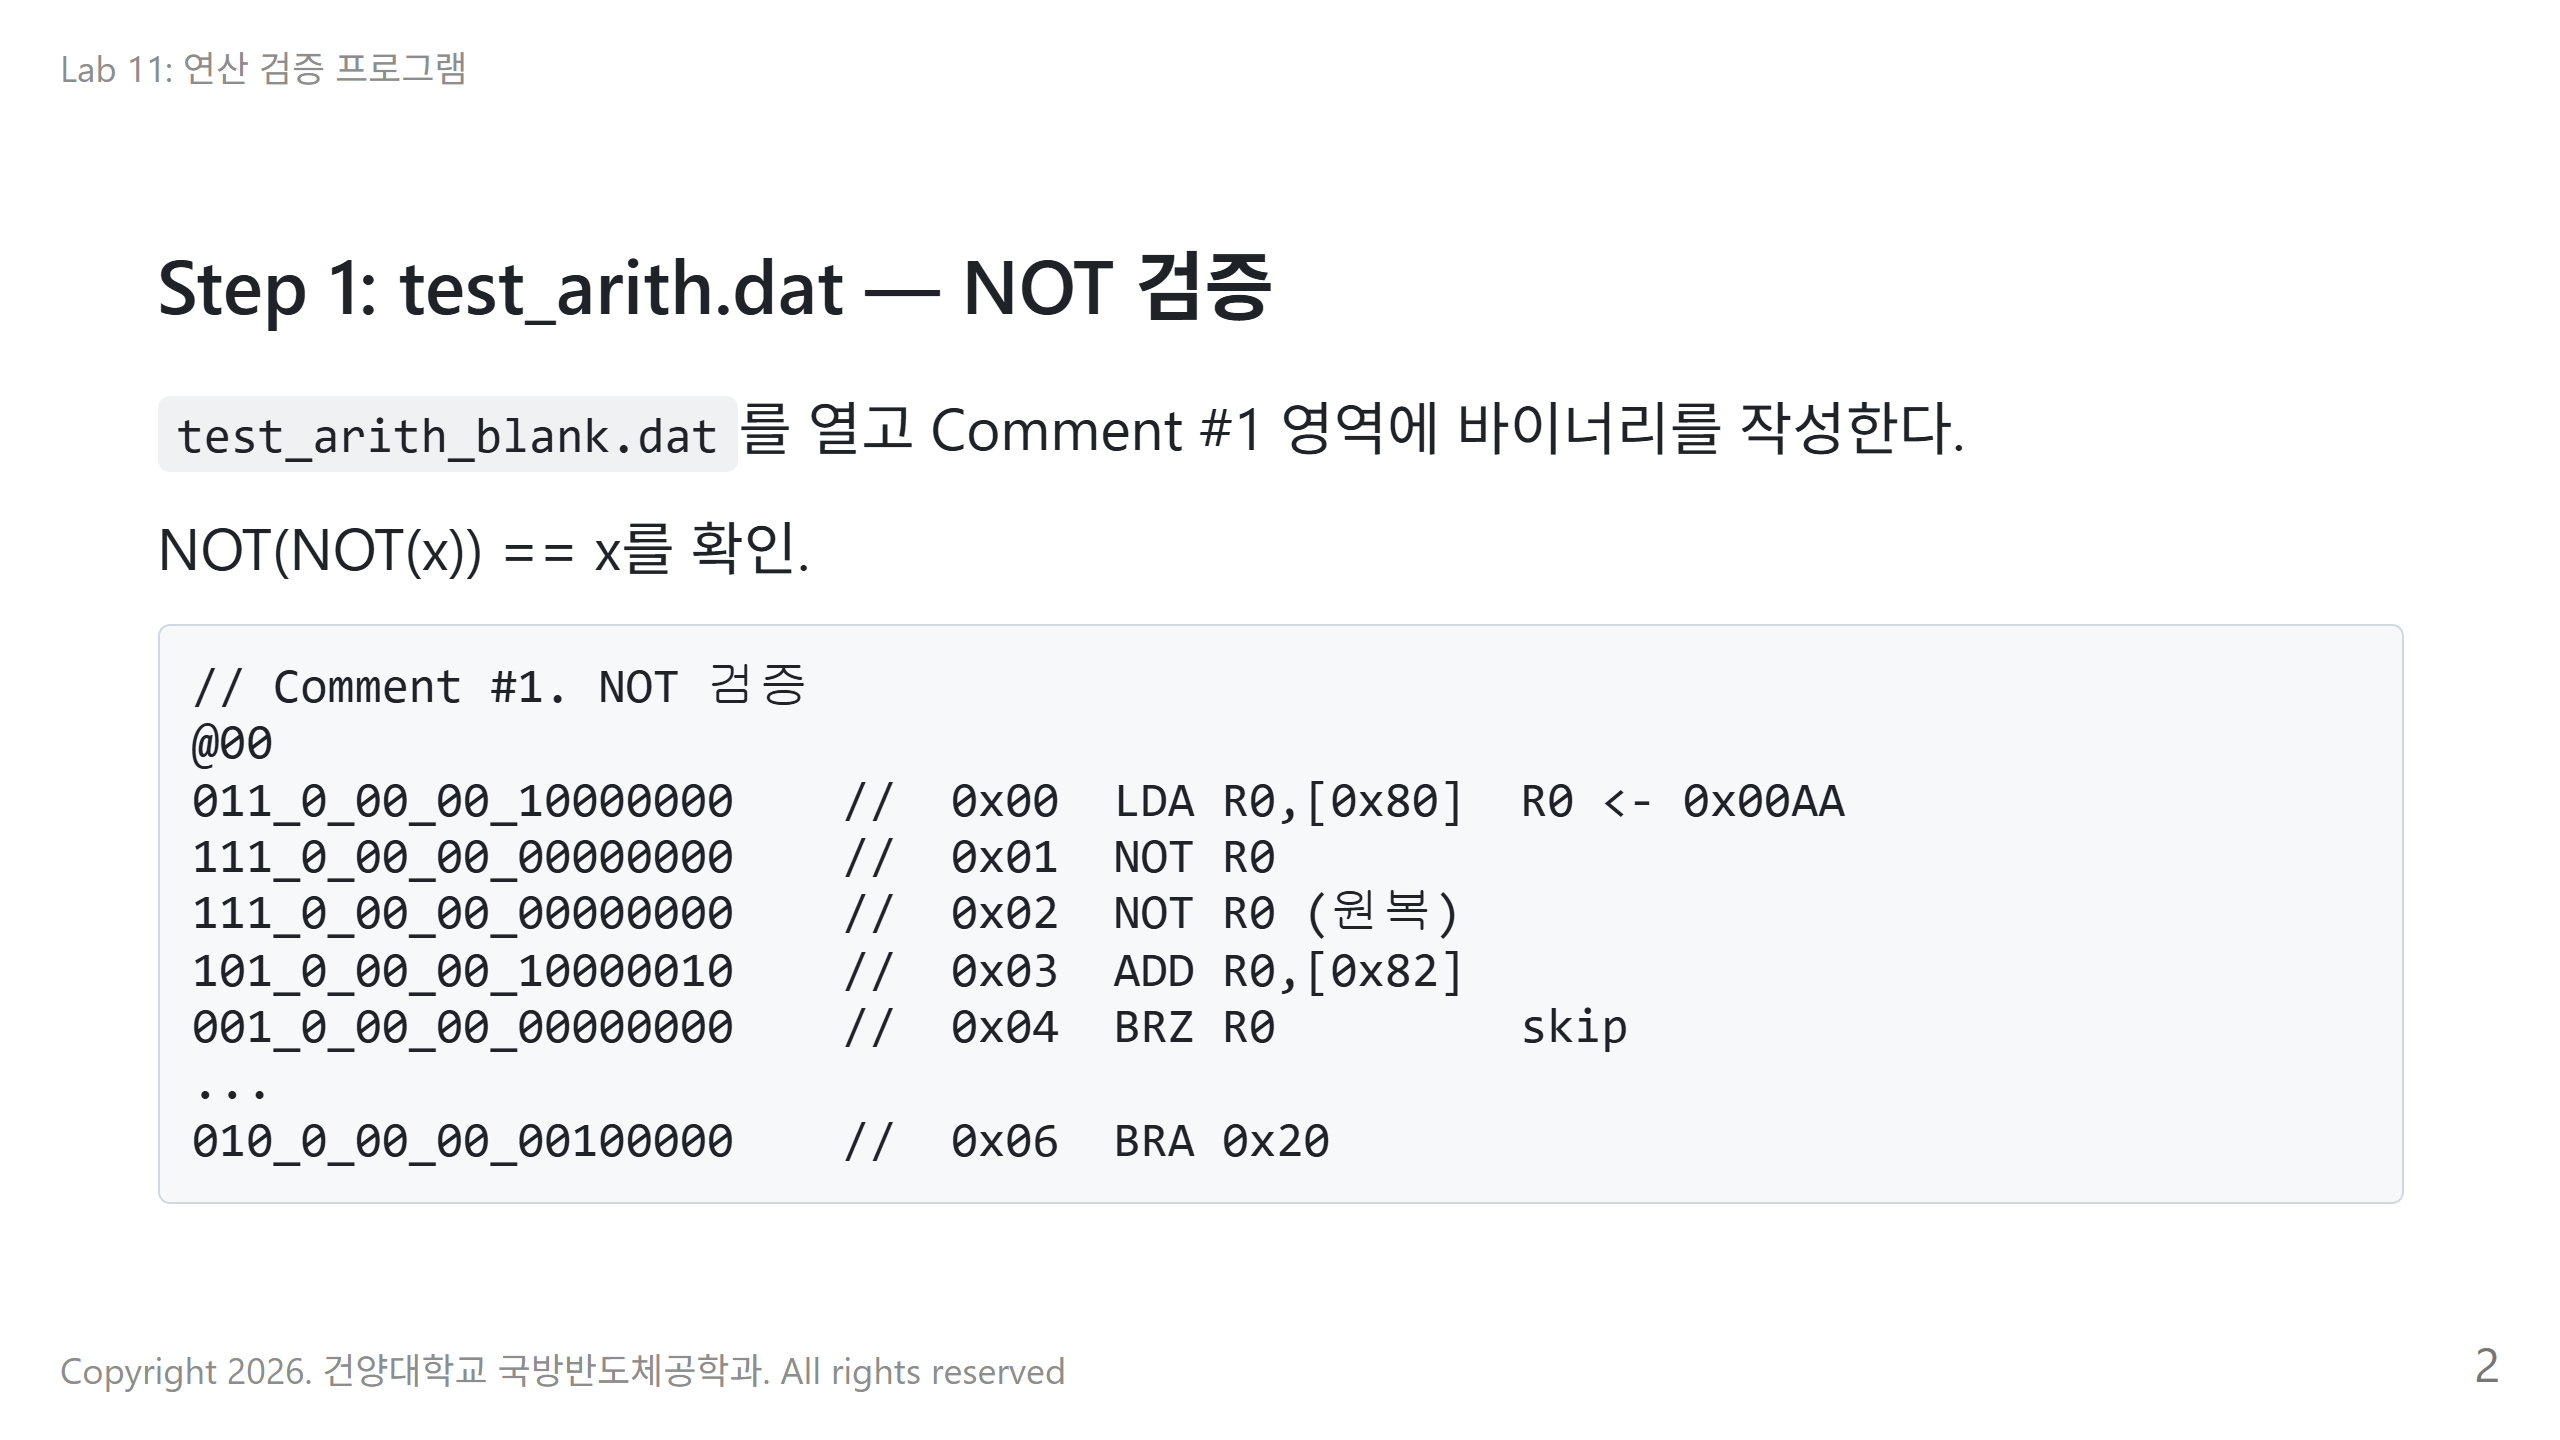 Lab 11: 연산 검증 프로그램
Step 1: test_arith.dat — NOT 검증
test_arith_blank.dat를 열고 Comment #1 영역에 바이너리를 작성한다.
NOT(NOT(x)) == x를 확인.
// Comment #1. NOT 검증
@00
011_0_00_00_10000000    //  0x00  LDA R0,[0x80]  R0 <- 0x00AA
111_0_00_00_00000000    //  0x01  NOT R0
111_0_00_00_00000000    //  0x02  NOT R0 (원복)
101_0_00_00_10000010    //  0x03  ADD R0,[0x82]
001_0_00_00_00000000    //  0x04  BRZ R0         skip
...
010_0_00_00_00100000    //  0x06  BRA 0x20
Copyright 2026. 건양대학교 국방반도체공학과. All rights reserved
2